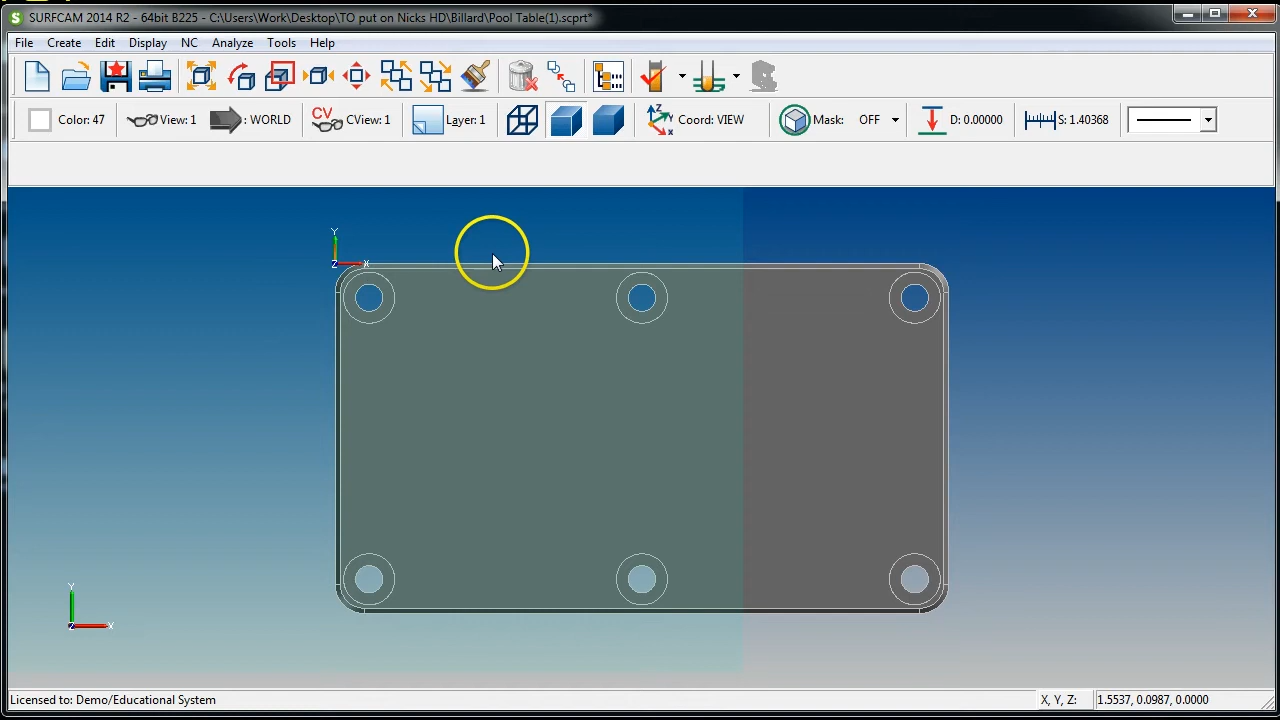 SURFCAM 2014 R2 - 64bit B225 - C:\Users\Work\Desktop\TO put on Nicks HD\Billard\Pool Table(1).scprt*
File Create Edit Display NC Analyze Tools Help
Color: 47 View: 1 : WORLD CV CView: 1 Layer: 1 Z Y X Coord: VIEW Mask: OFF D: 0.00000 S: 1.40368
Y
Z X
Y
Z X
Licensed to: Demo/Educational System X, Y, Z: 1.5537, 0.0987, 0.0000